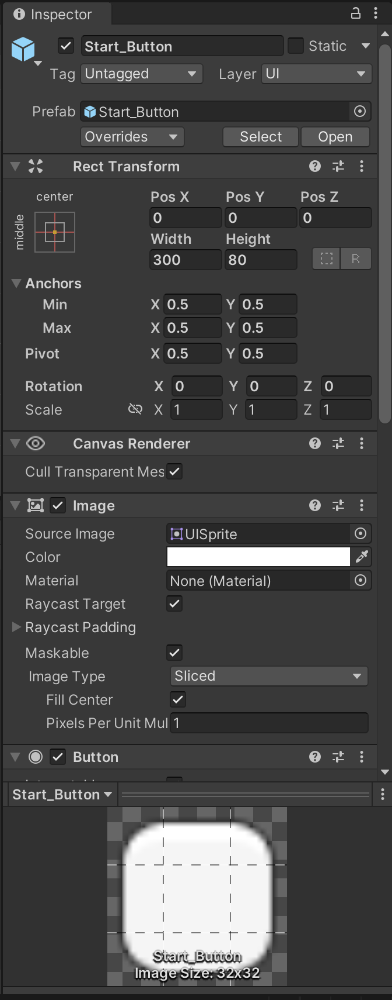 Inspector
Start_Button Static
Tag Untagged Layer UI
Prefab Start_Button
Overrides Select Open
Rect Transform
center
middle
Pos X Pos Y Pos Z
0 0 0
Width Height
300 80 R
Anchors
Min X 0.5 Y 0.5
Max X 0.5 Y 0.5
Pivot X 0.5 Y 0.5
Rotation X 0 Y 0 Z 0
Scale X 1 Y 1 Z 1
Canvas Renderer
Cull Transparent Mes
Image
Source Image UISprite
Color
Material None (Material)
Raycast Target
Raycast Padding
Maskable
Image Type Sliced
Fill Center
Pixels Per Unit Mul 1
Button
Start_Button
Start_Button
Image Size: 32x32